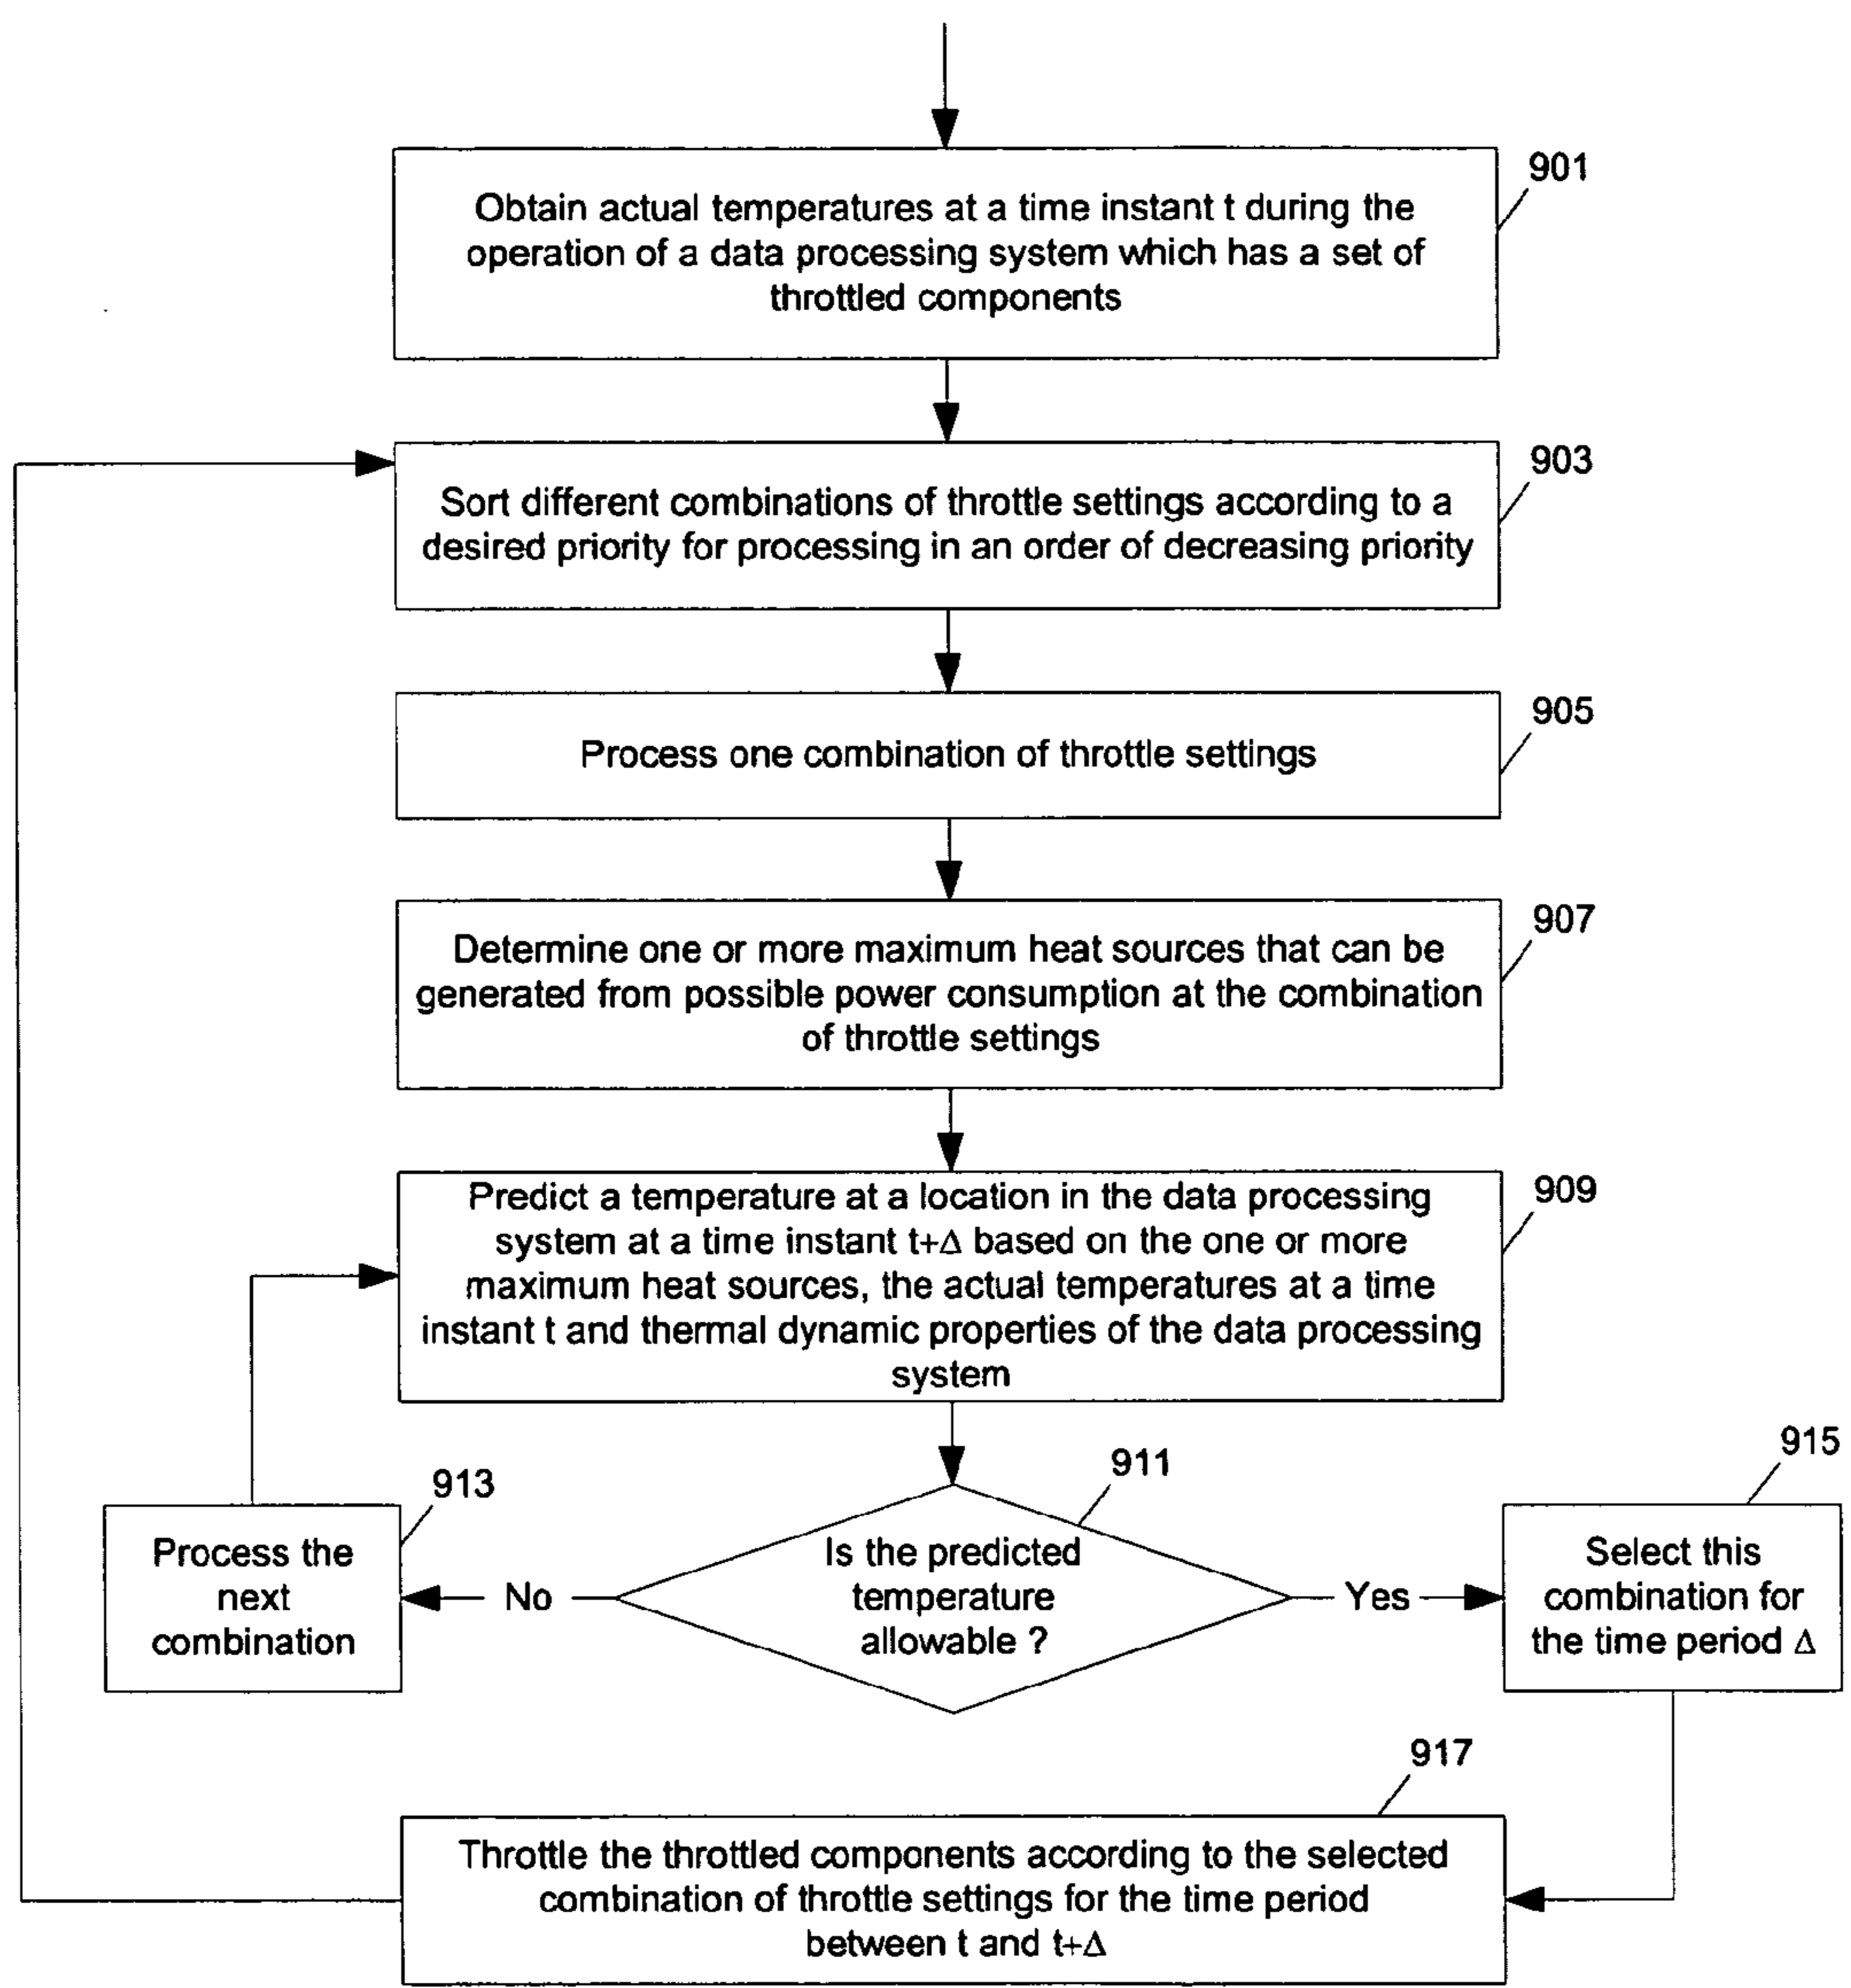 901
Obtain actual temperatures at a time instant t during the
operation of a data processing system which has a set of
throttled components
903
Sort different combinations of throttle settings according to a
desired priority for processing in an order of decreasing priority
905
Process one combination of throttle settings
907
Determine one or more maximum heat sources that can be
generated from possible power consumption at the combination
of throttle settings
909
Predict a temperature at a location in the data processing
system at a time instant t+Δ based on the one or more
maximum heat sources, the actual temperatures at a time
instant t and thermal dynamic properties of the data processing
system
911
Is the predicted
temperature
allowable ?
No
913
Process the
next
combination
Yes
915
Select this
combination for
the time period Δ
917
Throttle the throttled components according to the selected
combination of throttle settings for the time period
between t and t+Δ